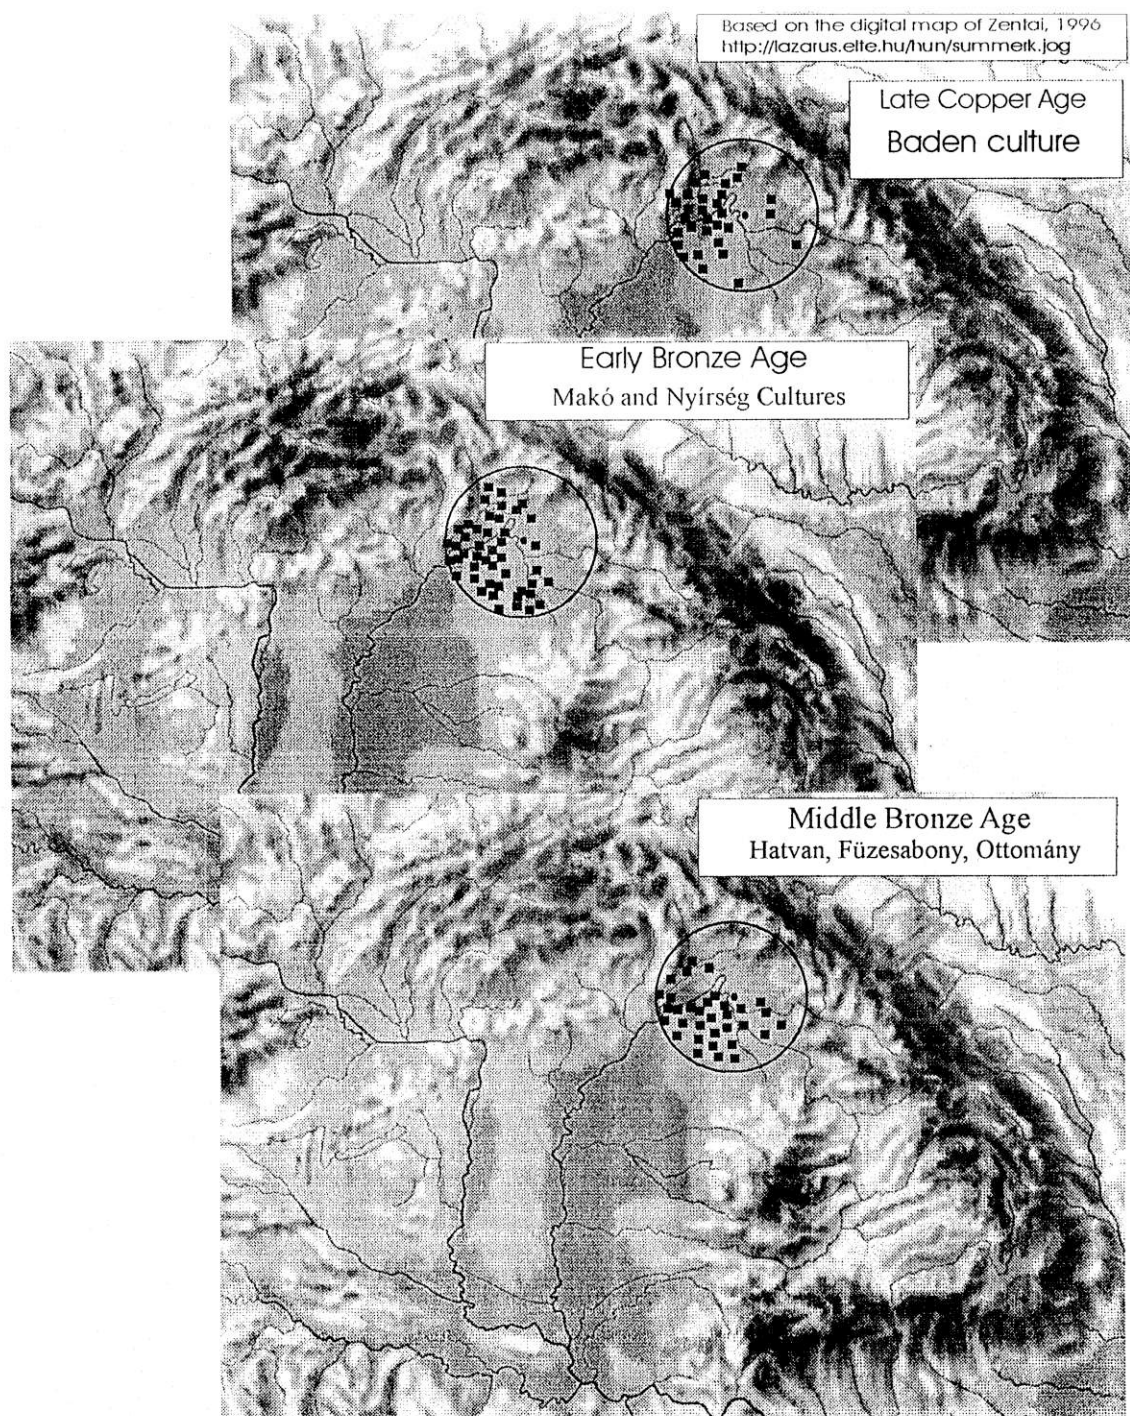 Based on the digital map of Zentai, 1996
http://lazarus.elte.hu/hun/summerk.jog
Late Copper Age
Baden culture
Early Bronze Age
Makó and Nyírség Cultures
Middle Bronze Age
Hatvan, Füzesabony, Ottomány